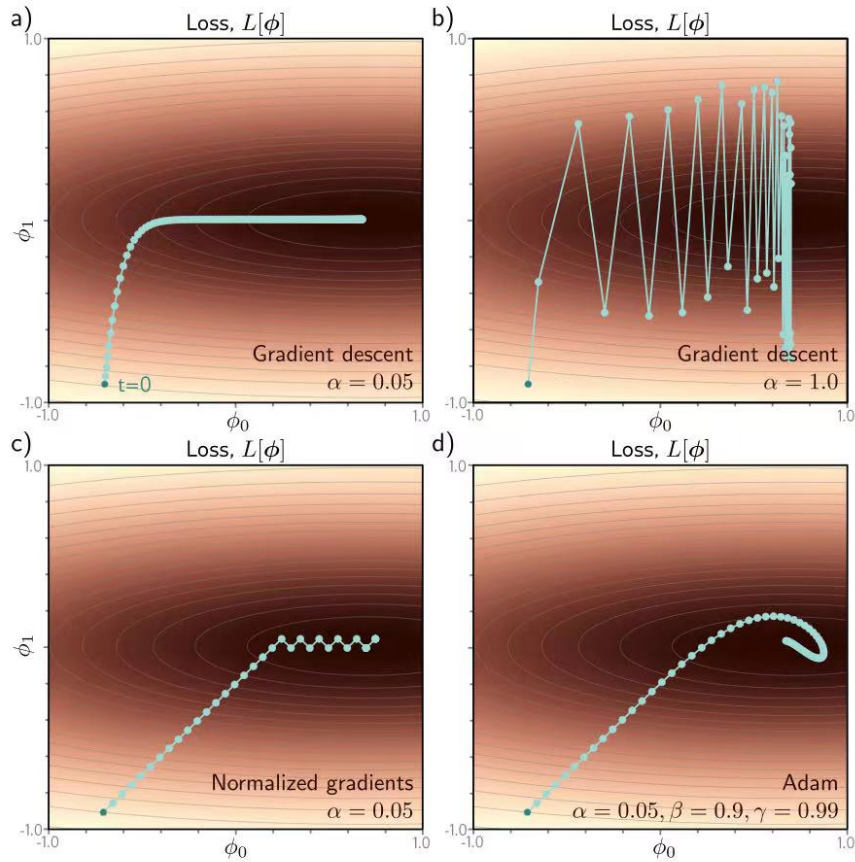 a)
Loss, L[ϕ]
1.0
ϕ₁
t=0
Gradient descent
α = 0.05
-1.0
-1.0
ϕ₀
1.0
b)
Loss, L[ϕ]
1.0
Gradient descent
α = 1.0
-1.0
-1.0
ϕ₀
1.0
c)
Loss, L[ϕ]
1.0
ϕ₁
Normalized gradients
α = 0.05
-1.0
-1.0
ϕ₀
1.0
d)
Loss, L[ϕ]
1.0
Adam
α = 0.05, β = 0.9, γ = 0.99
-1.0
-1.0
ϕ₀
1.0